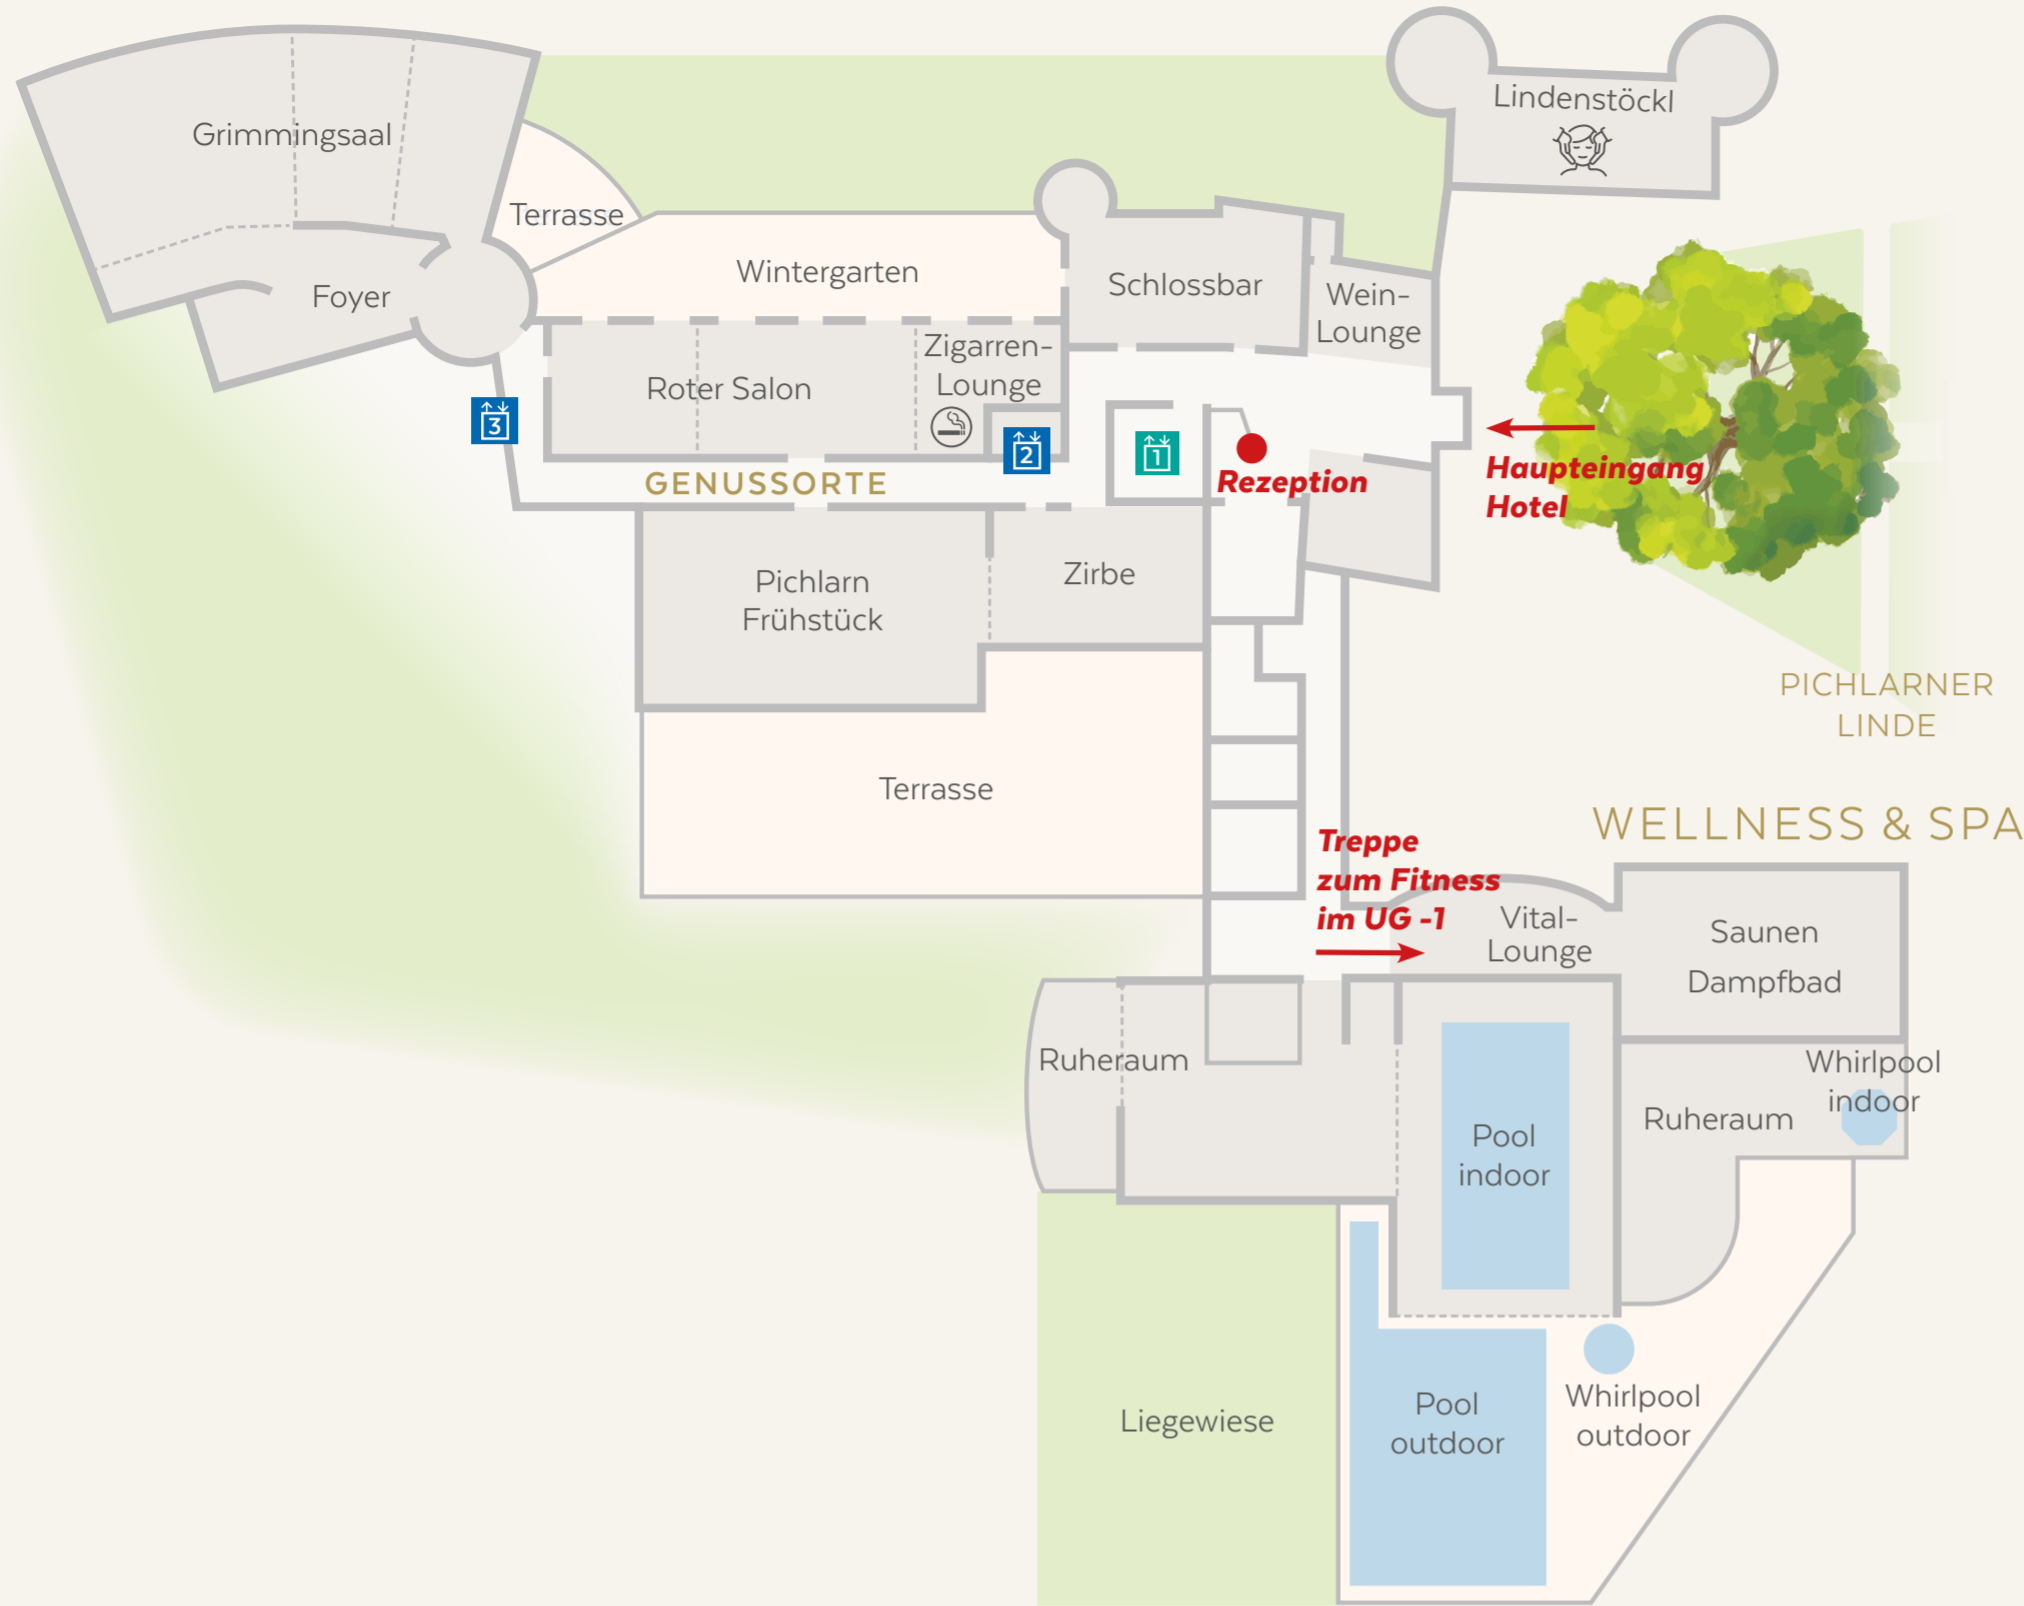 Lindenstöckl
Grimmingsaal
Terrasse
Wintergarten
Schlossbar
Foyer
Wein-
Lounge
Zigarren-
Lounge
Roter Salon
3
2
1
GENUSSORTE
Rezeption
Haupteingang
Hotel
Pichlarn
Frühstück
Zirbe
PICHLARNER
LINDE
Terrasse
WELLNESS & SPA
Treppe
zum Fitness
im UG -1
Vital-
Lounge
Saunen
Dampfbad
Ruheraum
Whirlpool
indoor
Ruheraum
Pool
indoor
Liegewiese
Pool
outdoor
Whirlpool
outdoor